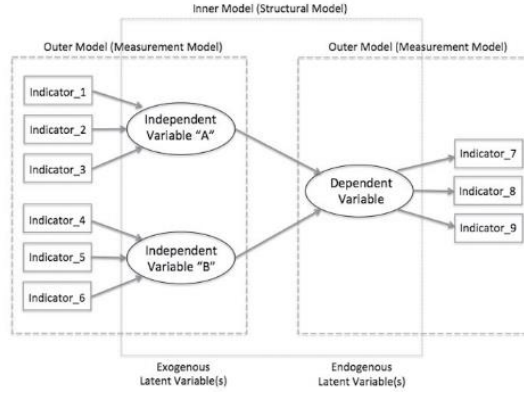 Inner Model (Structural Model)
Outer Model (Measurement Model)
Outer Model (Measurement Model)
Indicator_1
Indicator_2
Indicator_3
Independent
Variable "A"
Indicator_4
Indicator_5
Indicator_6
Independent
Variable "B"
Dependent
Variable
Indicator_7
Indicator_8
Indicator_9
Exogenous
Latent Variable(s)
Endogenous
Latent Variable(s)